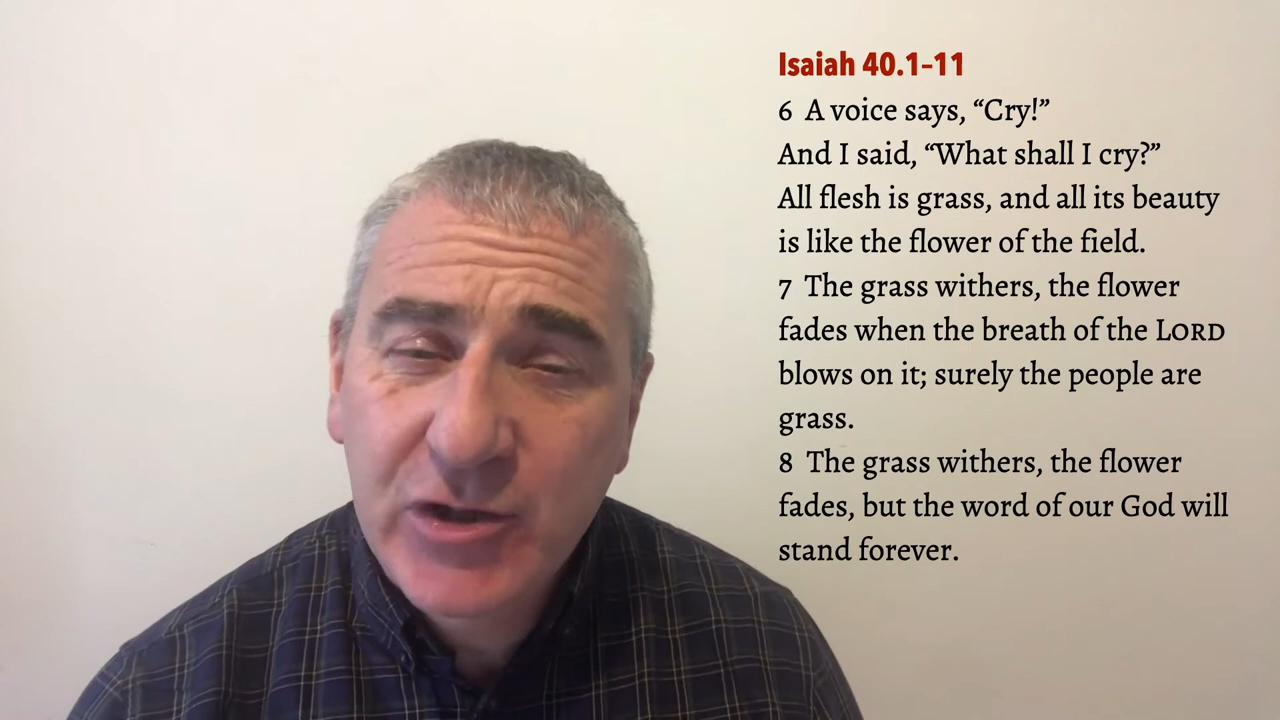 Isaiah 40.1–11
6 A voice says, “Cry!”
And I said, “What shall I cry?”
All flesh is grass, and all its beauty
is like the flower of the field.
7 The grass withers, the flower
fades when the breath of the LORD
blows on it; surely the people are
grass.
8 The grass withers, the flower
fades, but the word of our God will
stand forever.